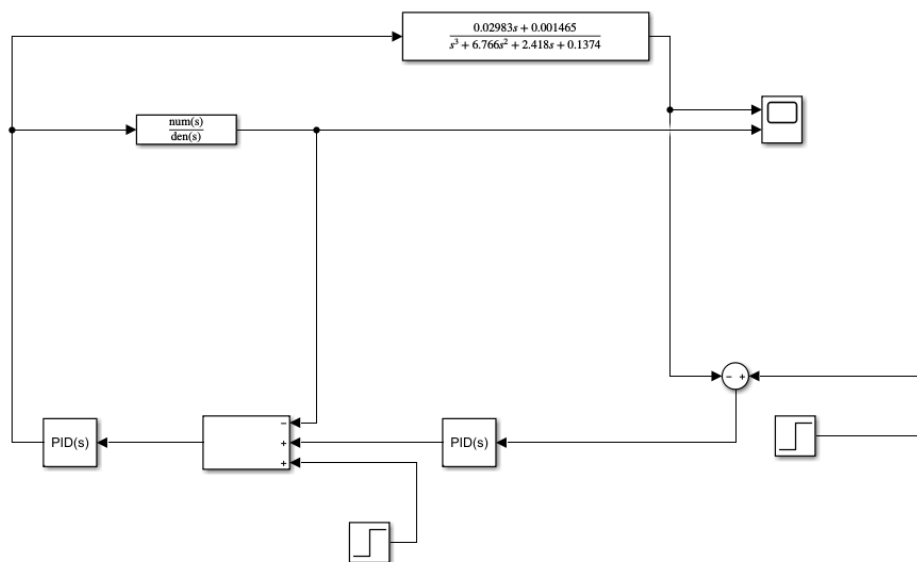 0.02983s + 0.001465
s³ + 6.766s² + 2.418s + 0.1374
num(s)
den(s)
− +
−
PID(s)
+
PID(s)
+